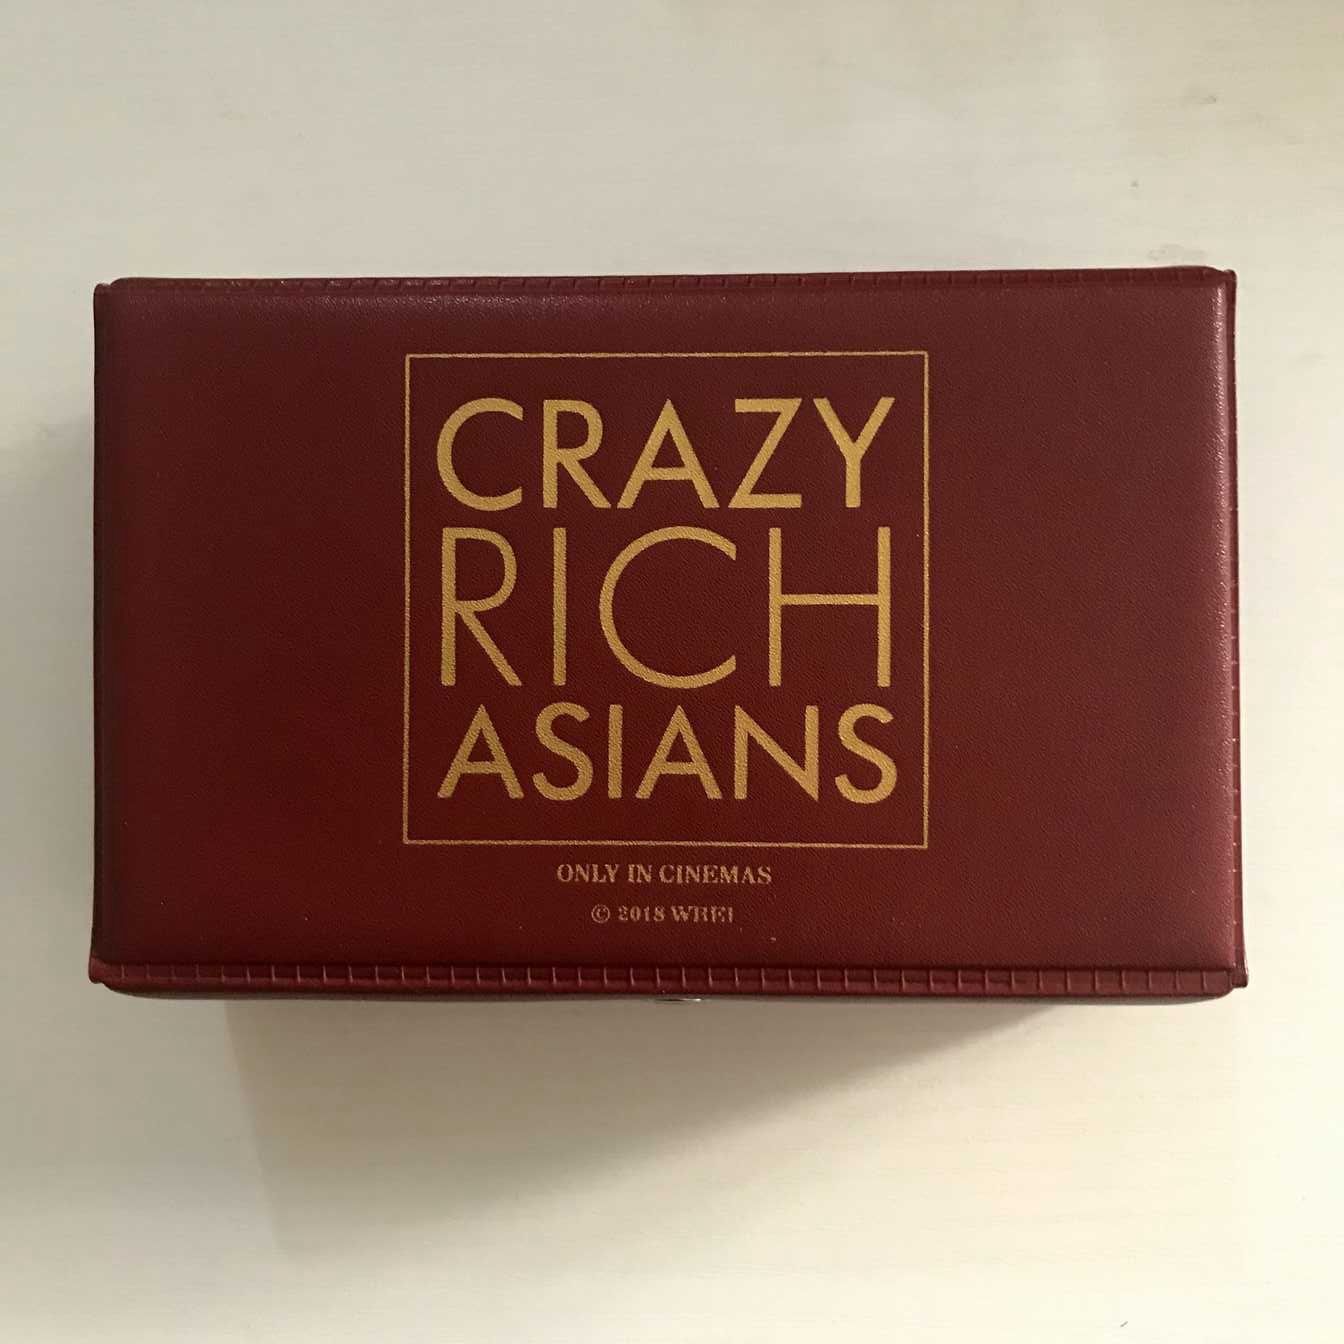 CRAZY
RICH
ASIANS
ONLY IN CINEMAS
© 2018 WBEI